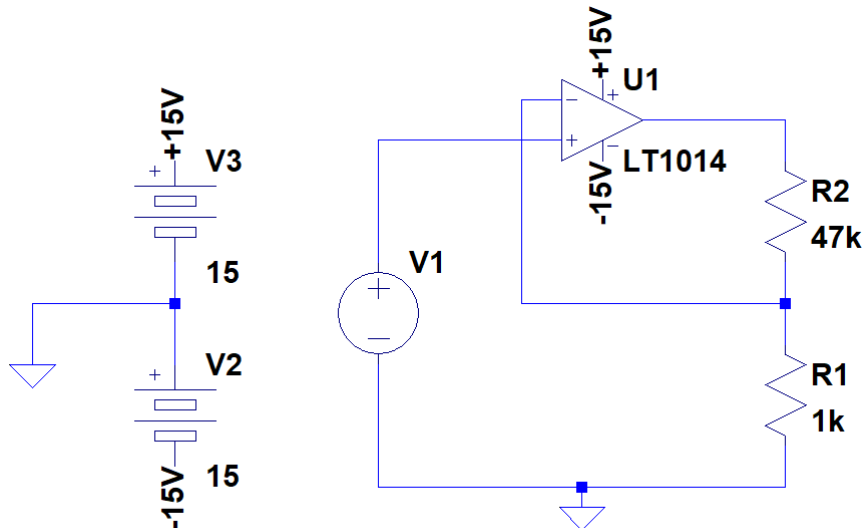 +15V
V3
+
15
V2
+
-15V
15
+15V
U1
+
−
+
−
LT1014
-15V
R2
47k
V1
+
−
R1
1k